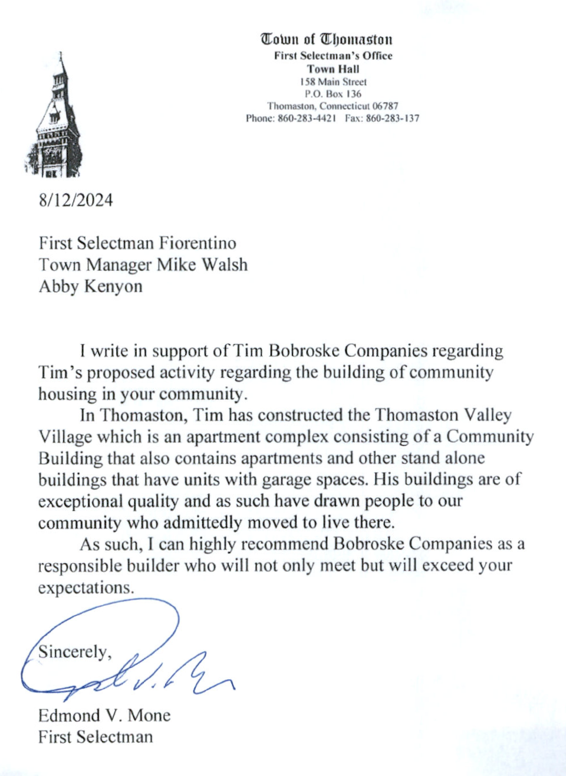 Town of Thomaston
First Selectman's Office
Town Hall
158 Main Street
P.O. Box 136
Thomaston, Connecticut 06787
Phone: 860-283-4421 Fax: 860-283-137
8/12/2024
First Selectman Fiorentino
Town Manager Mike Walsh
Abby Kenyon
I write in support of Tim Bobroske Companies regarding
Tim's proposed activity regarding the building of community
housing in your community.
In Thomaston, Tim has constructed the Thomaston Valley
Village which is an apartment complex consisting of a Community
Building that also contains apartments and other stand alone
buildings that have units with garage spaces. His buildings are of
exceptional quality and as such have drawn people to our
community who admittedly moved to live there.
As such, I can highly recommend Bobroske Companies as a
responsible builder who will not only meet but will exceed your
expectations.
Sincerely,
Edmond V. Mone
First Selectman